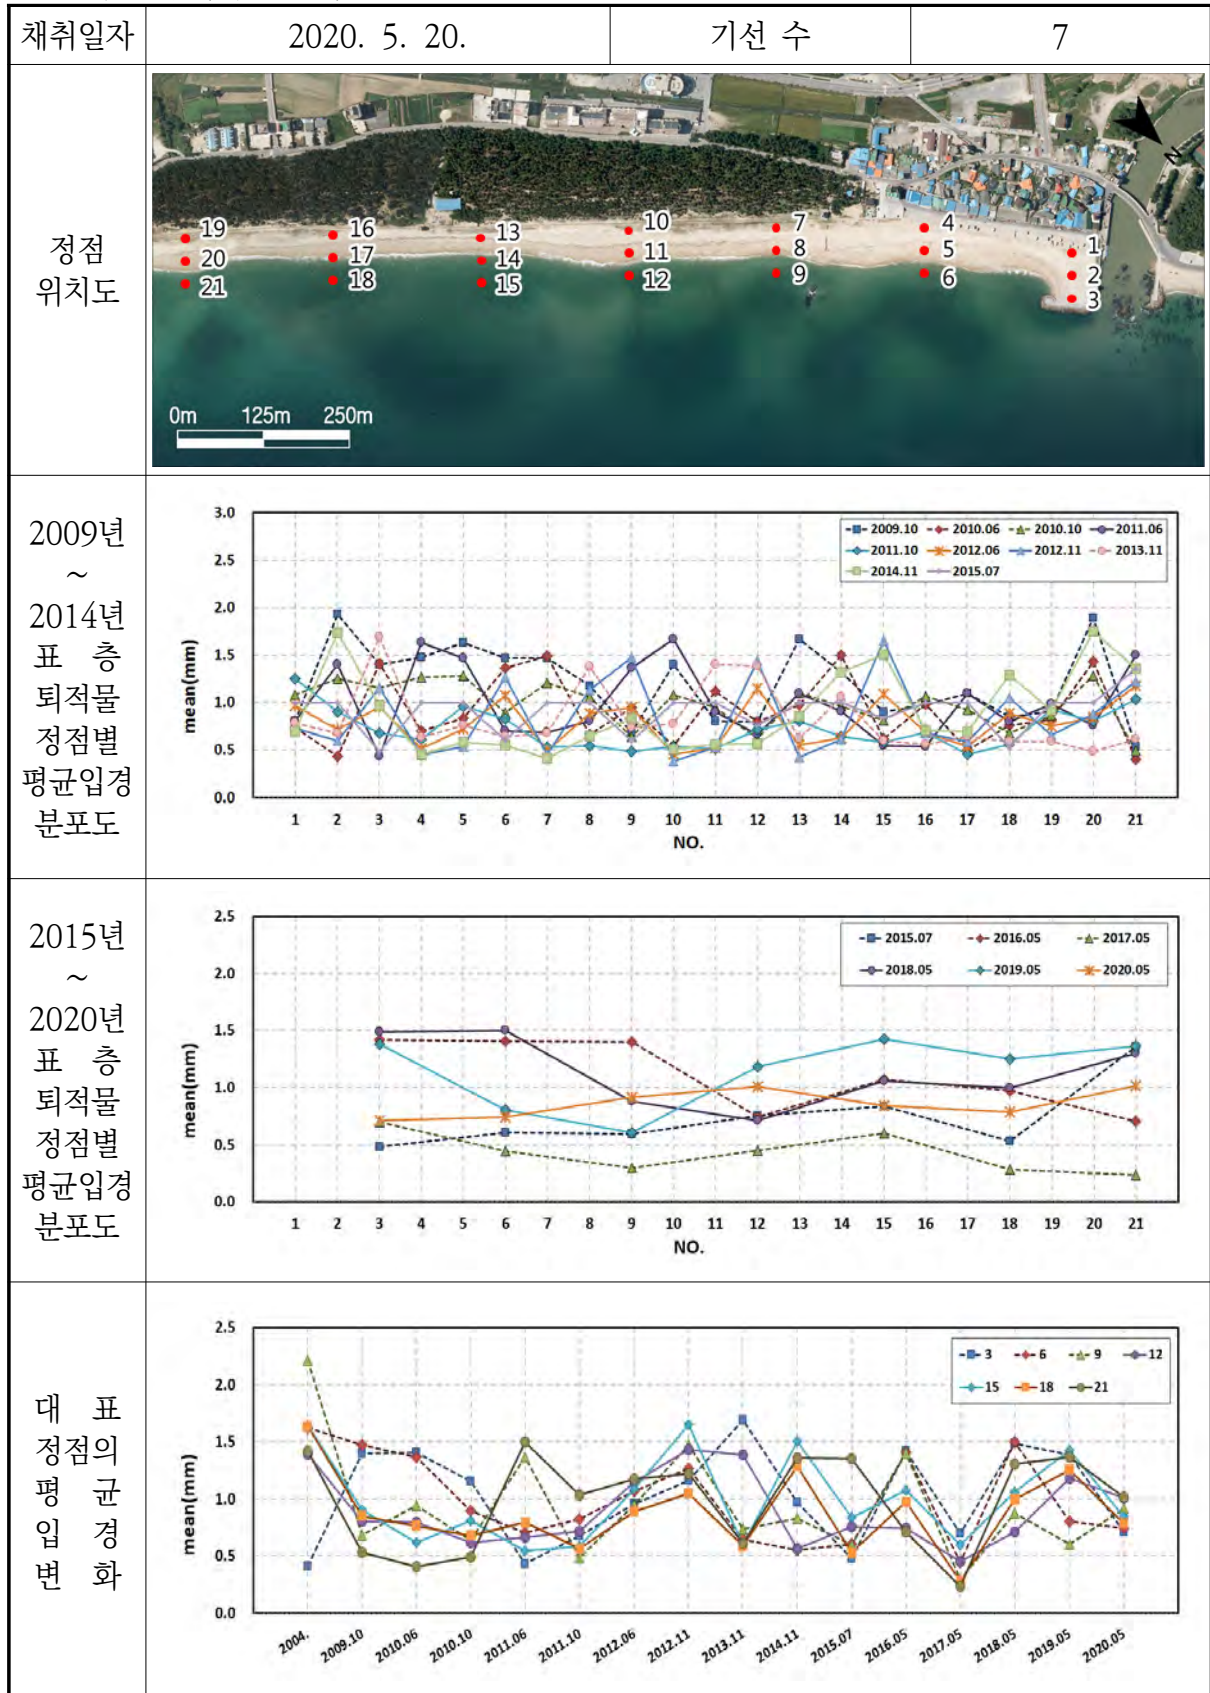 채취일자
2020. 5. 20.
기선 수
7
정점
위치도
N
19
16
13
10
7
4
1
20
17
14
11
8
5
2
21
18
15
12
9
6
3
0m 125m 250m
2009년
~
2014년
표 층
퇴적물
정점별
평균입경
분포도
mean(mm)
3.0
2.5
2.0
1.5
1.0
0.5
0.0
2009.10 2010.06 2010.10 2011.06
2011.10 2012.06 2012.11 2013.11
2014.11 2015.07
1 2 3 4 5 6 7 8 9 10 11 12 13 14 15 16 17 18 19 20 21
NO.
2015년
~
2020년
표 층
퇴적물
정점별
평균입경
분포도
mean(mm)
2.5
2.0
1.5
1.0
0.5
0.0
2015.07 2016.05 2017.05
2018.05 2019.05 2020.05
1 2 3 4 5 6 7 8 9 10 11 12 13 14 15 16 17 18 19 20 21
NO.
대 표
정점의
평 균
입 경
변 화
mean(mm)
2.5
2.0
1.5
1.0
0.5
0.0
3 6 9 12
15 18 21
2004. 2009.10 2010.06 2010.10 2011.06 2011.10 2012.06 2012.11 2013.11 2014.11 2015.07 2016.05 2017.05 2018.05 2019.05 2020.05